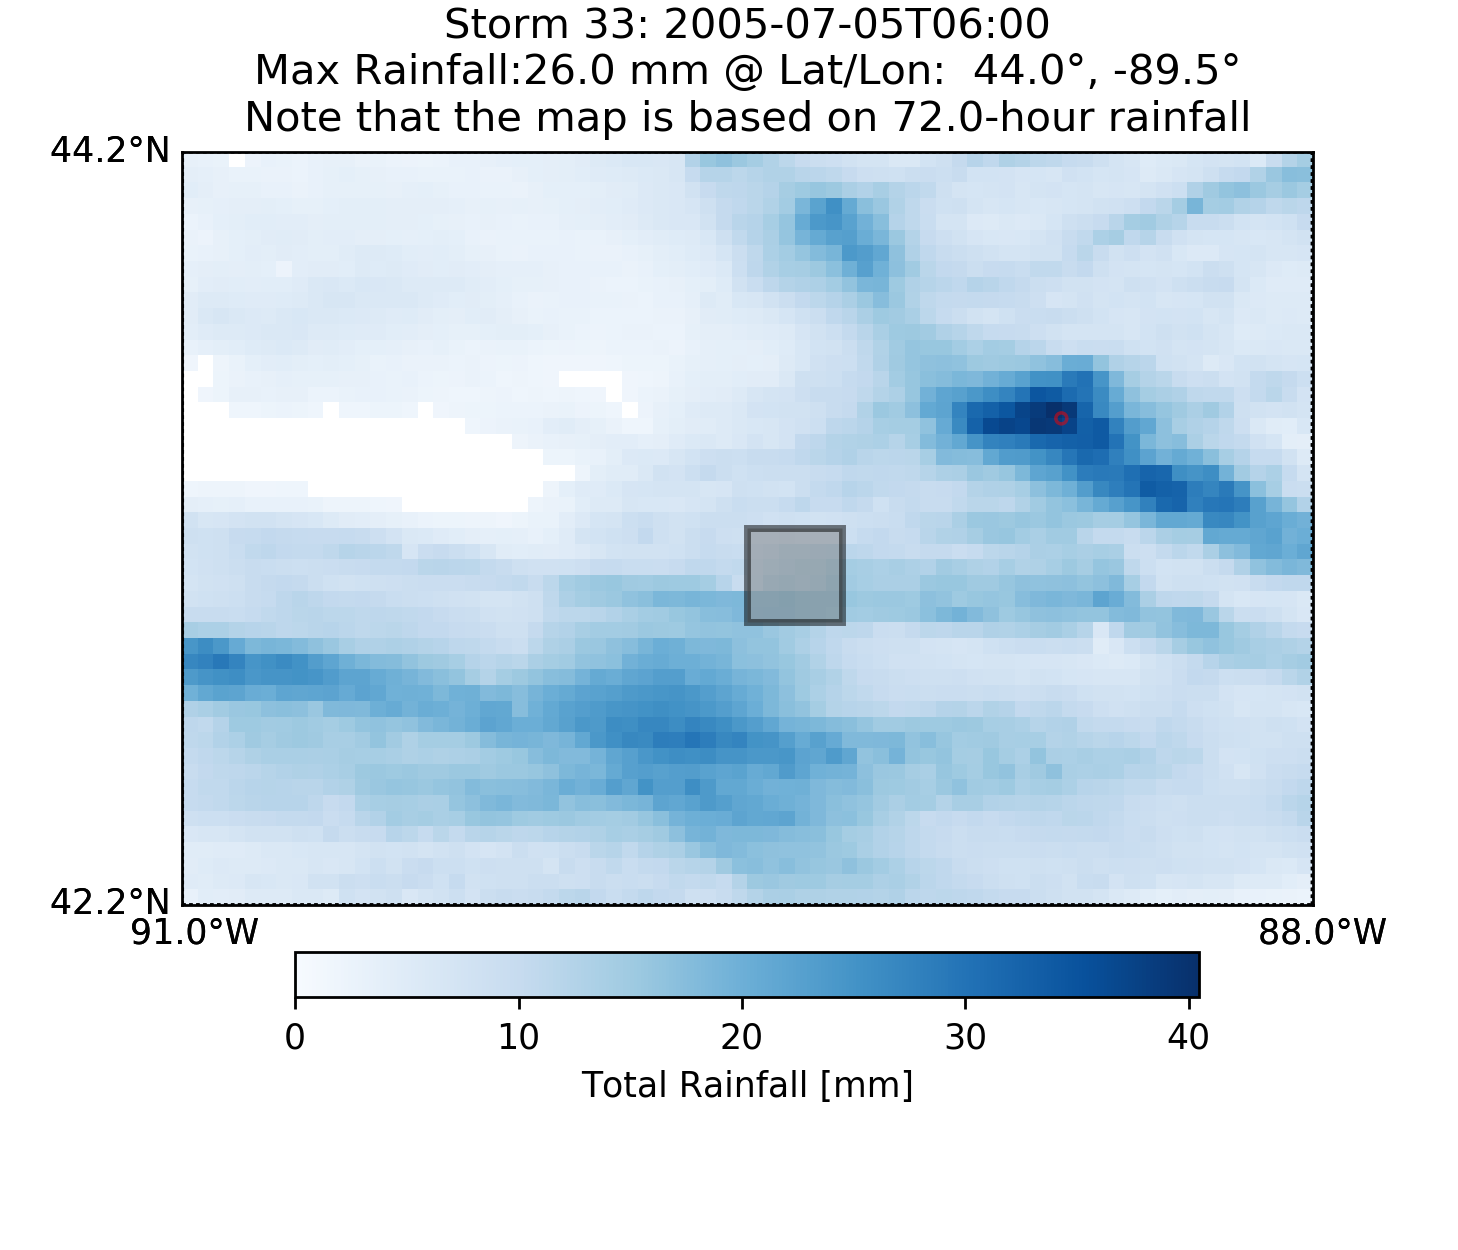 Storm 33: 2005-07-05T06:00
Max Rainfall:26.0 mm @ Lat/Lon:  44.0°, -89.5°
Note that the map is based on 72.0-hour rainfall
44.2°N
42.2°N
91.0°W 88.0°W
0 10 20 30 40
Total Rainfall [mm]